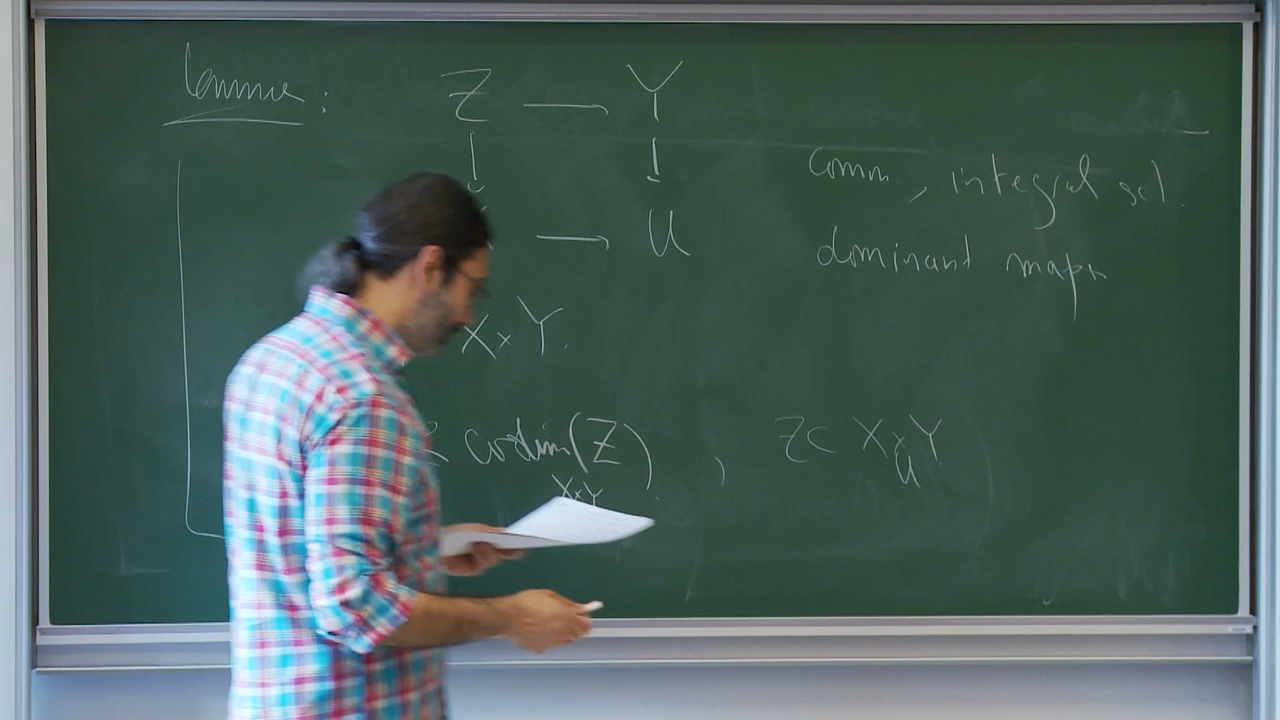 Lemma :
Z → Y
comm., integral sch.
→ U
dominant maps
X × Y.
codim(Z) , Z ⊂ X × Y
X×Y U